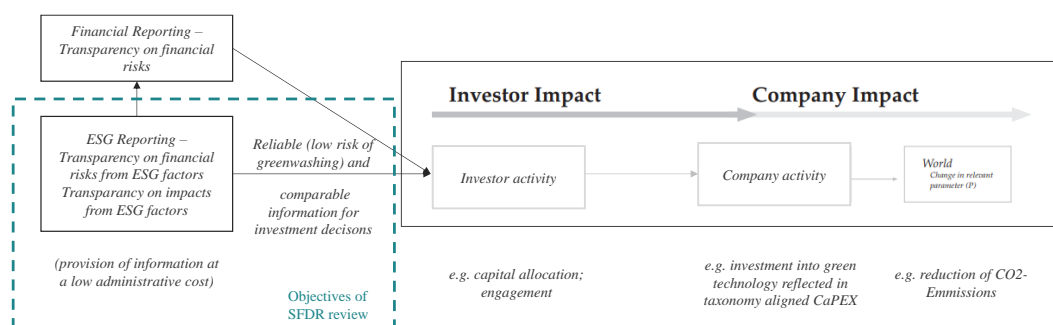 Financial Reporting –
Transparency on financial
risks
ESG Reporting –
Transparency on financial
risks from ESG factors
Transparancy on impacts
from ESG factors
(provision of information at
a low administrative cost)
Reliable (low risk of
greenwashing) and
comparable
information for
investment decisons
Objectives of
SFDR review
Investor Impact
Company Impact
Investor activity
Company activity
World
Change in relevant
parameter (P)
e.g. capital allocation;
engagement
e.g. investment into green
technology reflected in
taxonomy aligned CaPEX
e.g. reduction of CO2-
Emmissions